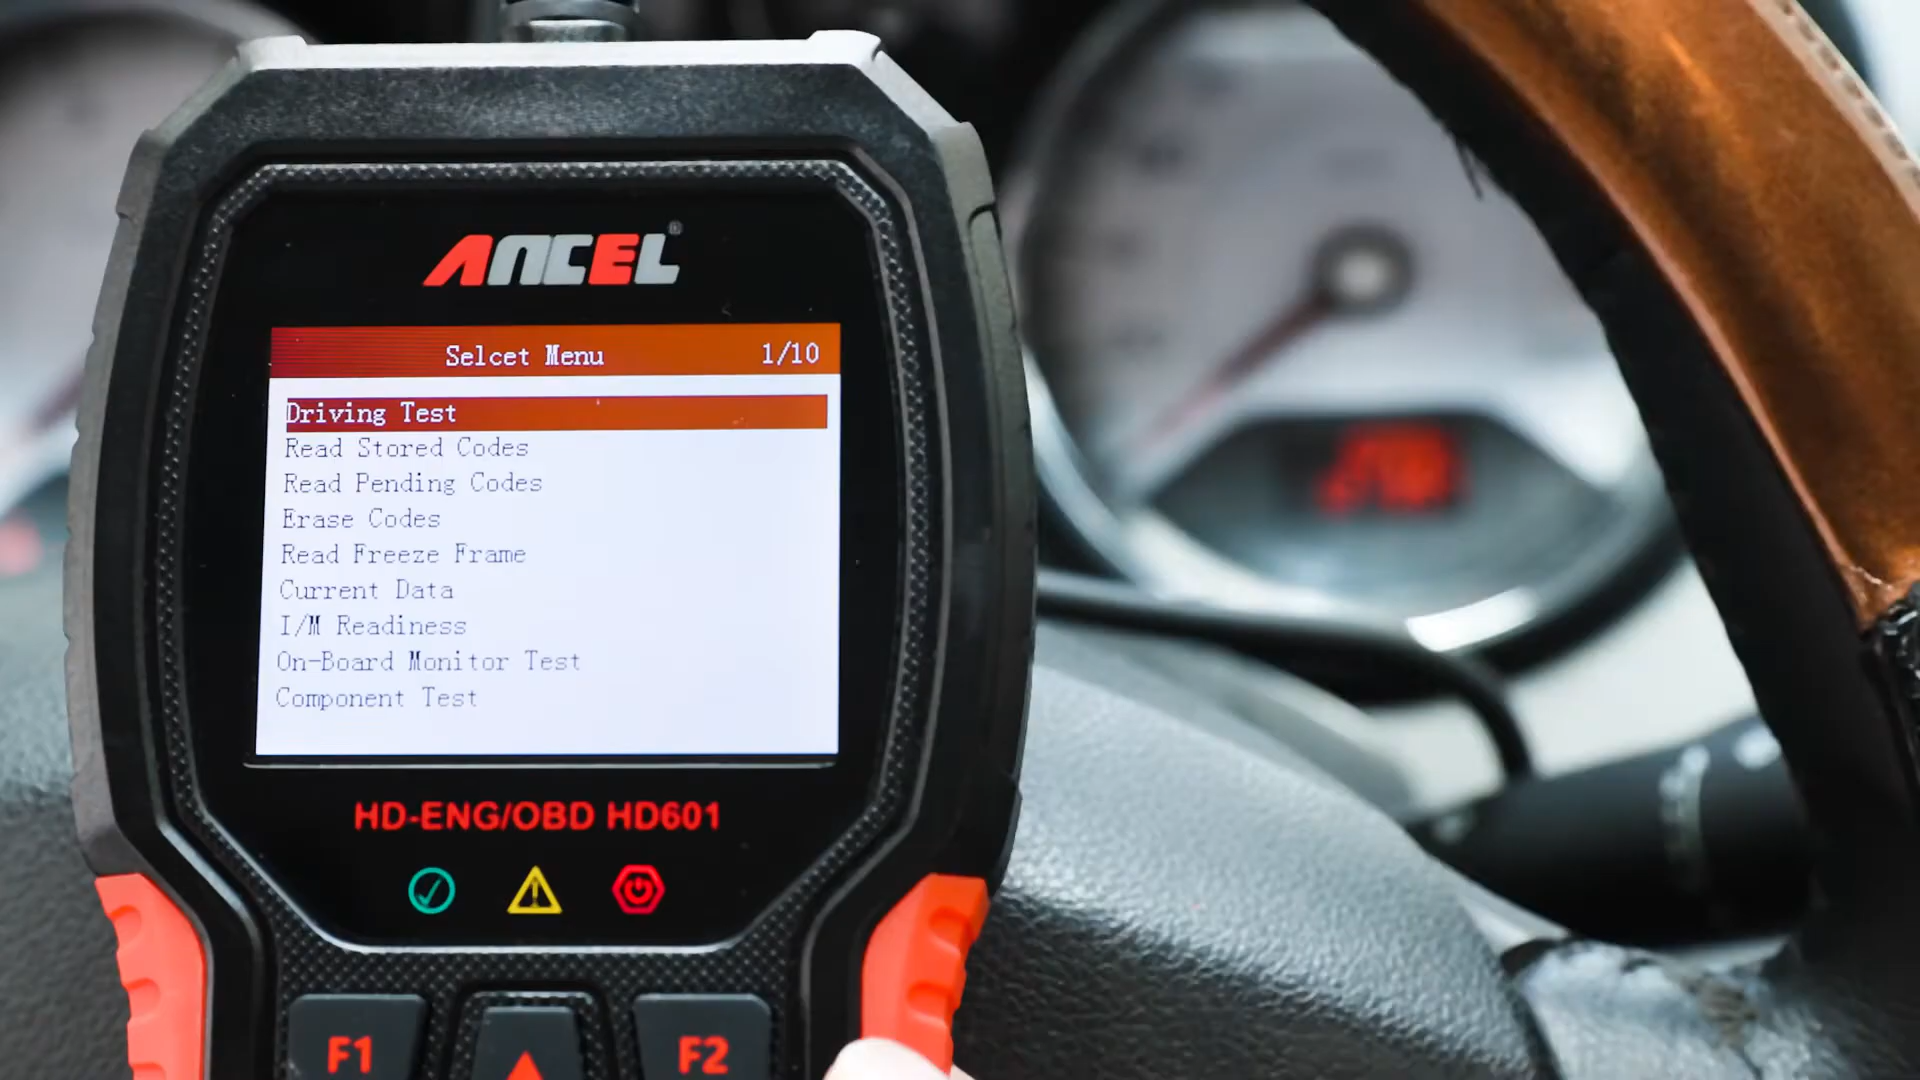 ANCEL®
Selcet Menu 1/10
Driving Test
Read Stored Codes
Read Pending Codes
Erase Codes
Read Freeze Frame
Current Data
I/M Readiness
On-Board Monitor Test
Component Test
HD-ENG/OBD HD601
F1 F2